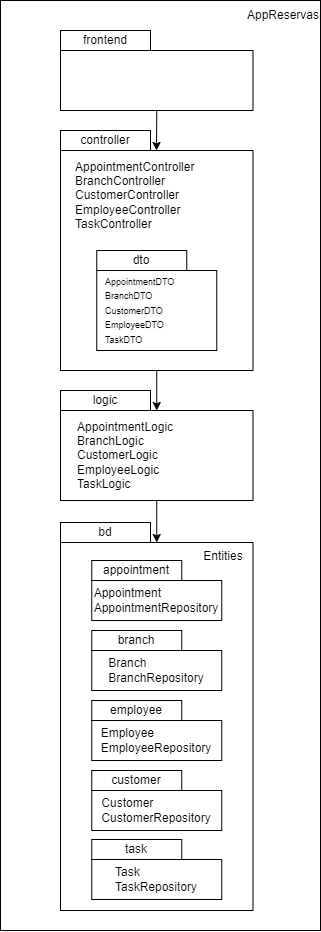 AppReservas
frontend
controller
AppointmentController
BranchController
CustomerController
EmployeeController
TaskController
dto
AppointmentDTO
BranchDTO
CustomerDTO
EmployeeDTO
TaskDTO
logic
AppointmentLogic
BranchLogic
CustomerLogic
EmployeeLogic
TaskLogic
bd
Entities
appointment
Appointment
AppointmentRepository
branch
Branch
BranchRepository
employee
Employee
EmployeeRepository
customer
Customer
CustomerRepository
task
Task
TaskRepository